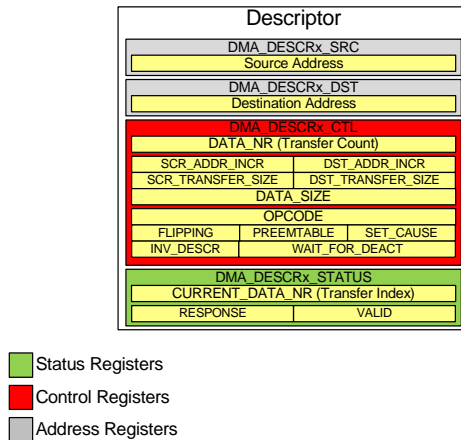 Descriptor
DMA_DESCRx_SRC
Source Address
DMA_DESCRx_DST
Destination Address
DMA_DESCRx_CTL
DATA_NR (Transfer Count)
SCR_ADDR_INCR DST_ADDR_INCR
SCR_TRANSFER_SIZE DST_TRANSFER_SIZE
DATA_SIZE
OPCODE
FLIPPING PREEMTABLE SET_CAUSE
INV_DESCR WAIT_FOR_DEACT
DMA_DESCRx_STATUS
CURRENT_DATA_NR (Transfer Index)
RESPONSE VALID
Status Registers
Control Registers
Address Registers